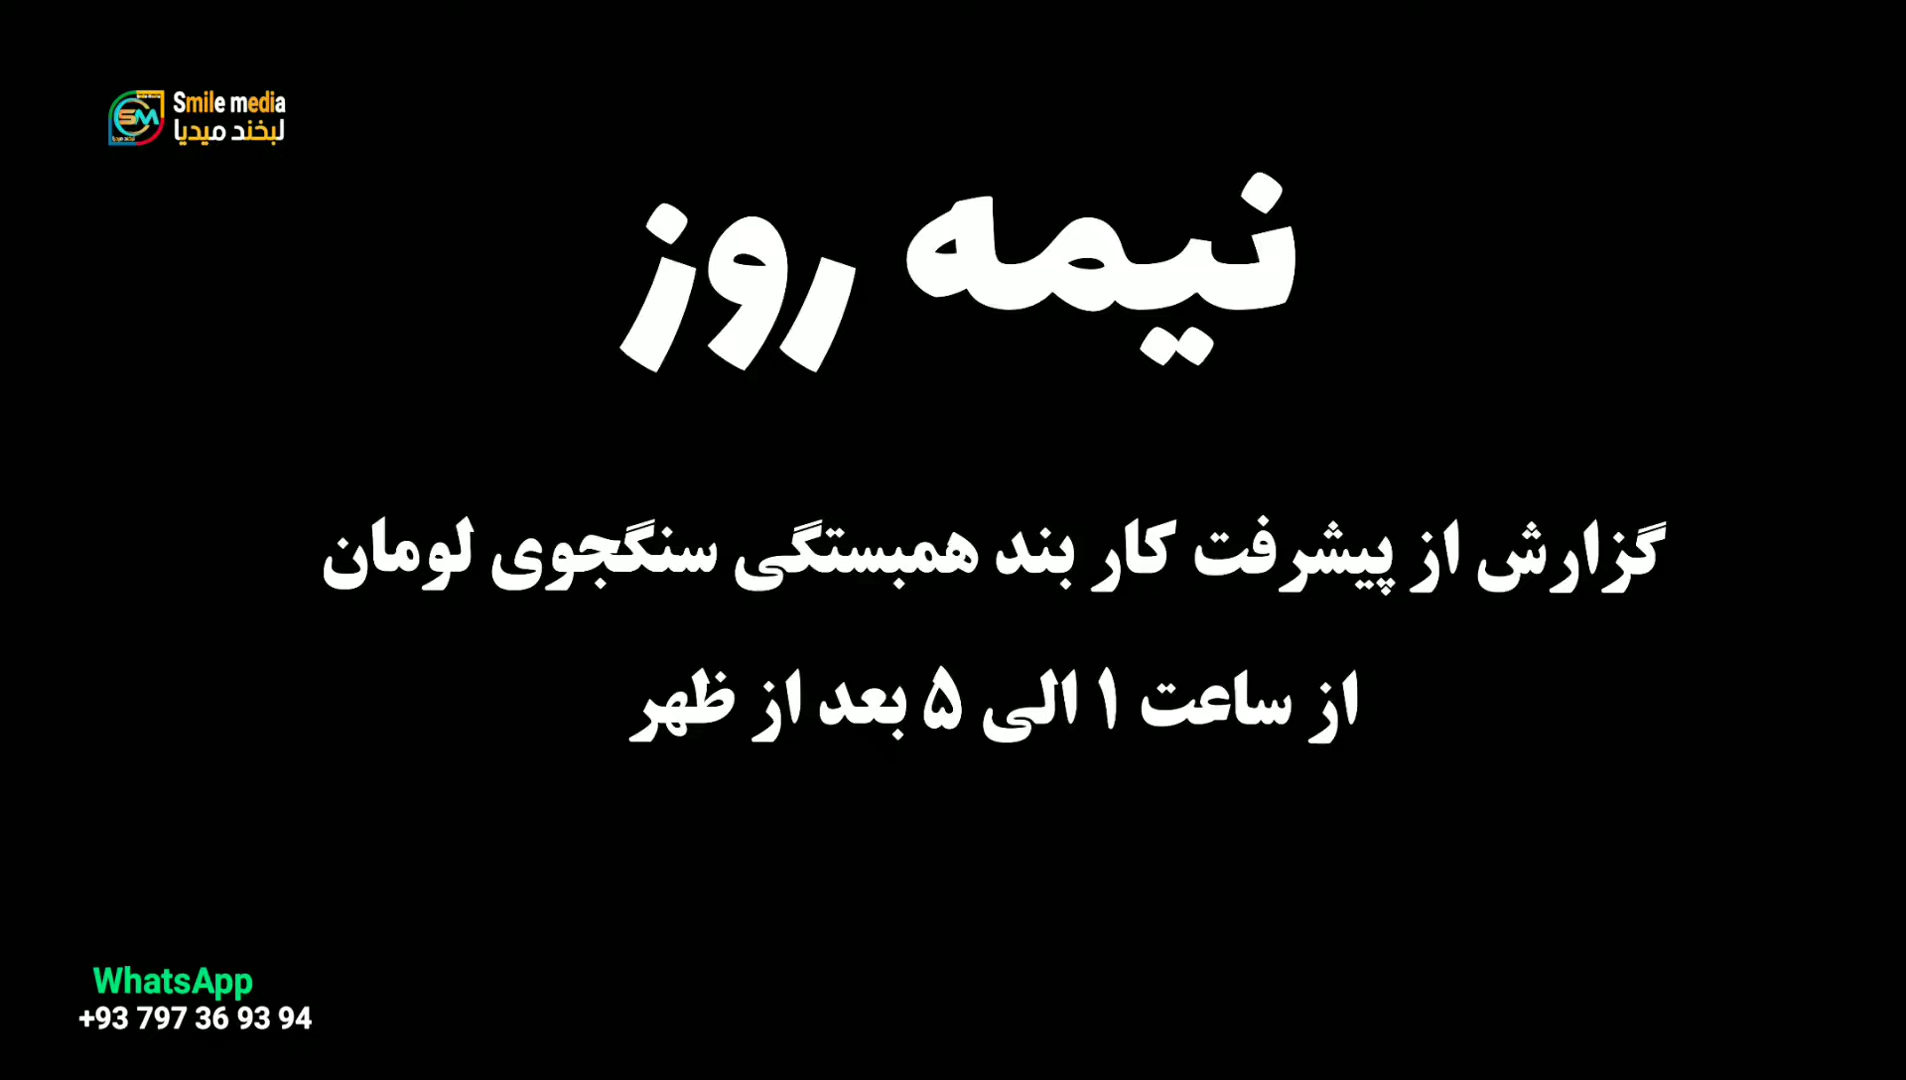 Smile media
لبخند میدیا
نیمه روز
گزارش از پیشرفت کار بند همبستگی سنگجوی لومان
از ساعت ۱ الی ۵ بعد از ظهر
WhatsApp
+93 797 36 93 94